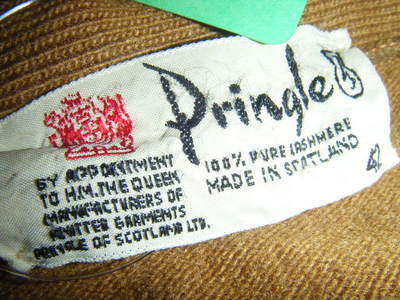 Pringle
BY APPOINTMENT
TO H.M. THE QUEEN
MANUFACTURERS OF
KNITTED GARMENTS
PRINGLE OF SCOTLAND LTD.
100% PURE CASHMERE
MADE IN SCOTLAND
42